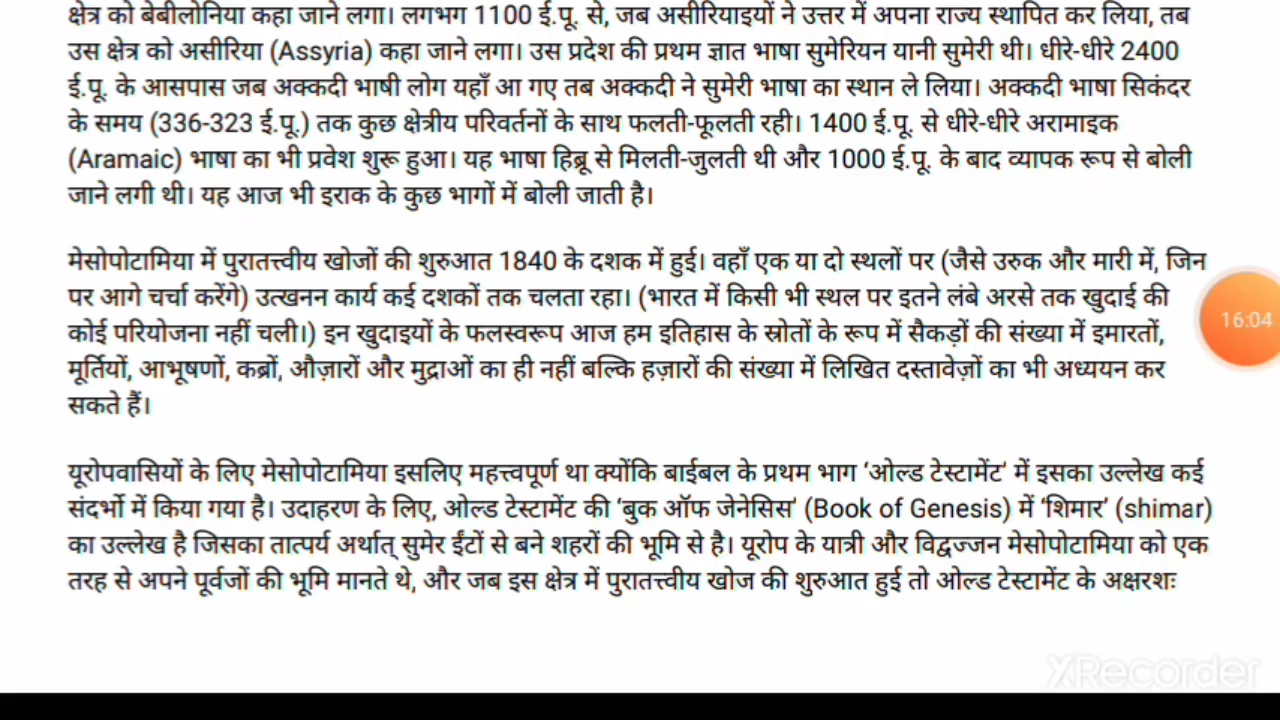 क्षेत्र को बेबीलोनिया कहा जाने लगा। लगभग 1100 ई.पू. से, जब असीरियाइयों ने उत्तर में अपना राज्य स्थापित कर लिया, तब
उस क्षेत्र को असीरिया (Assyria) कहा जाने लगा। उस प्रदेश की प्रथम ज्ञात भाषा सुमेरियन यानी सुमेरी थी। धीरे-धीरे 2400
ई.पू. के आसपास जब अक्कदी भाषी लोग यहाँ आ गए तब अक्कदी ने सुमेरी भाषा का स्थान ले लिया। अक्कदी भाषा सिकंदर
के समय (336-323 ई.पू.) तक कुछ क्षेत्रीय परिवर्तनों के साथ फलती-फूलती रही। 1400 ई.पू. से धीरे-धीरे अरामाइक
(Aramaic) भाषा का भी प्रवेश शुरू हुआ। यह भाषा हिब्रू से मिलती-जुलती थी और 1000 ई.पू. के बाद व्यापक रूप से बोली
जाने लगी थी। यह आज भी इराक के कुछ भागों में बोली जाती है।
मेसोपोटामिया में पुरातत्त्वीय खोजों की शुरुआत 1840 के दशक में हुई। वहाँ एक या दो स्थलों पर (जैसे उरुक और मारी में, जिन
पर आगे चर्चा करेंगे) उत्खनन कार्य कई दशकों तक चलता रहा। (भारत में किसी भी स्थल पर इतने लंबे अरसे तक खुदाई की
कोई परियोजना नहीं चली।) इन खुदाइयों के फलस्वरूप आज हम इतिहास के स्रोतों के रूप में सैकड़ों की संख्या में इमारतों,
मूर्तियों, आभूषणों, कब्रों, औज़ारों और मुद्राओं का ही नहीं बल्कि हज़ारों की संख्या में लिखित दस्तावेज़ों का भी अध्ययन कर
सकते हैं।
16:04
यूरोपवासियों के लिए मेसोपोटामिया इसलिए महत्त्वपूर्ण था क्योंकि बाईबल के प्रथम भाग ‘ओल्ड टेस्टामेंट’ में इसका उल्लेख कई
संदर्भो में किया गया है। उदाहरण के लिए, ओल्ड टेस्टामेंट की ‘बुक ऑफ जेनेसिस’ (Book of Genesis) में ‘शिमार’ (shimar)
का उल्लेख है जिसका तात्पर्य अर्थात् सुमेर ईंटों से बने शहरों की भूमि से है। यूरोप के यात्री और विद्वज्जन मेसोपोटामिया को एक
तरह से अपने पूर्वजों की भूमि मानते थे, और जब इस क्षेत्र में पुरातत्त्वीय खोज की शुरुआत हुई तो ओल्ड टेस्टामेंट के अक्षरशः
XRecorder